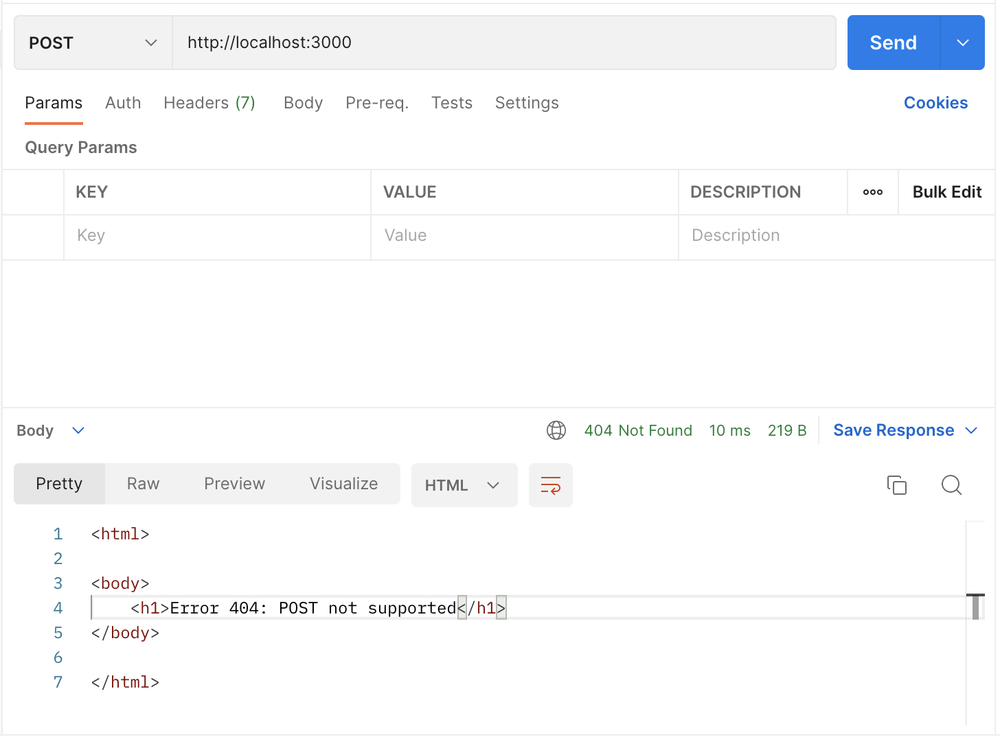 POST http://localhost:3000 Send
Params Auth Headers (7) Body Pre-req. Tests Settings Cookies
Query Params
KEY VALUE DESCRIPTION ooo Bulk Edit
Key Value Description
Body 404 Not Found 10 ms 219 B Save Response
Pretty Raw Preview Visualize HTML
1 <html>
2
3 <body>
4 <h1>Error 404: POST not supported</h1>
5 </body>
6
7 </html>